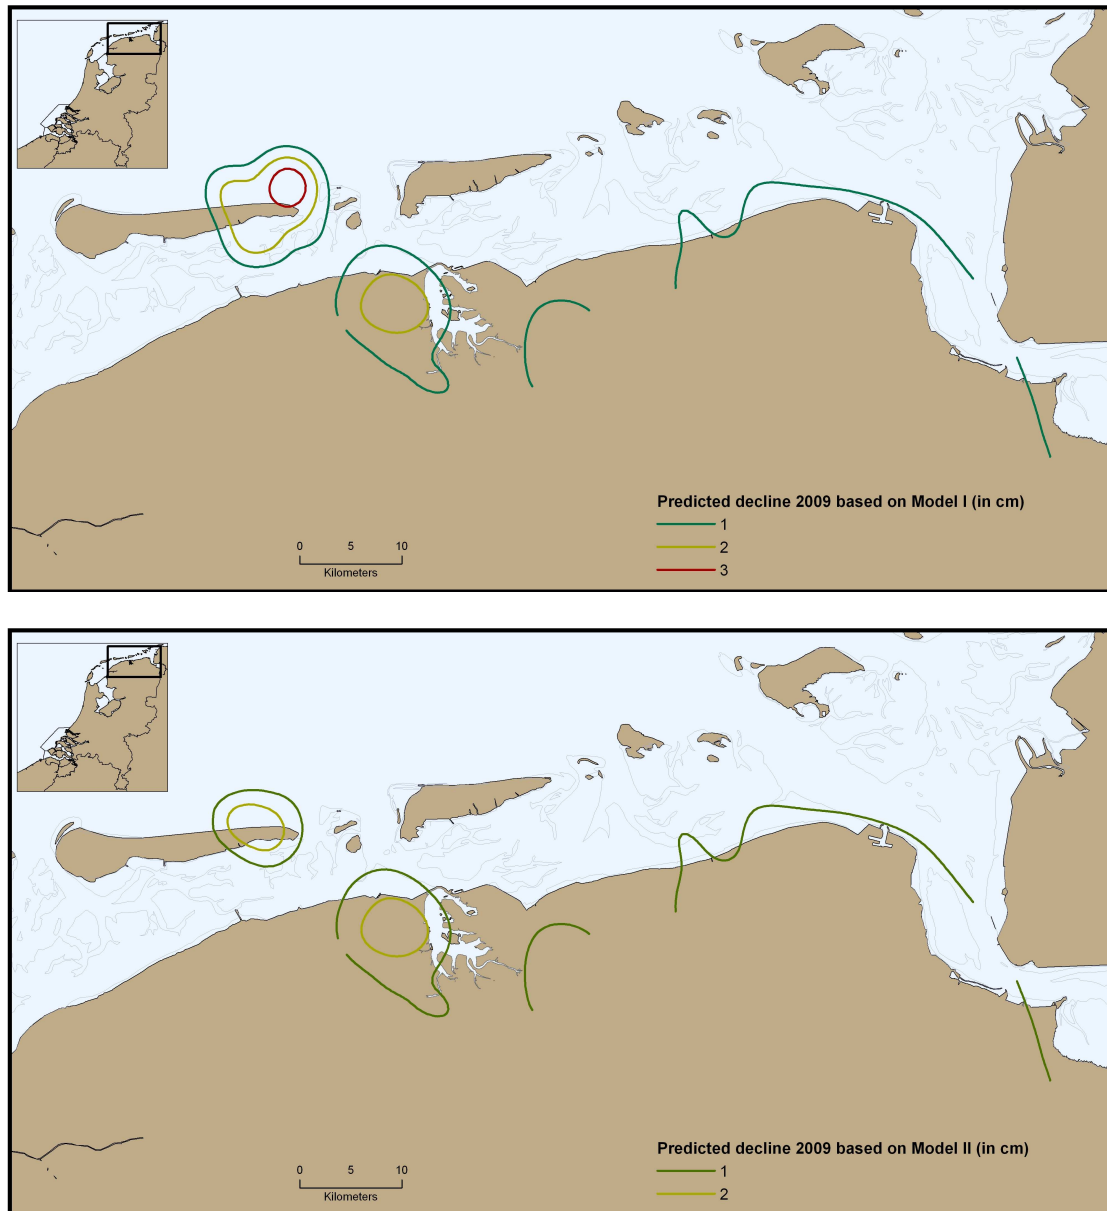 Predicted decline 2009 based on Model I (in cm)
1
2
3
0 5 10
Kilometers
Predicted decline 2009 based on Model II (in cm)
1
2
0 5 10
Kilometers